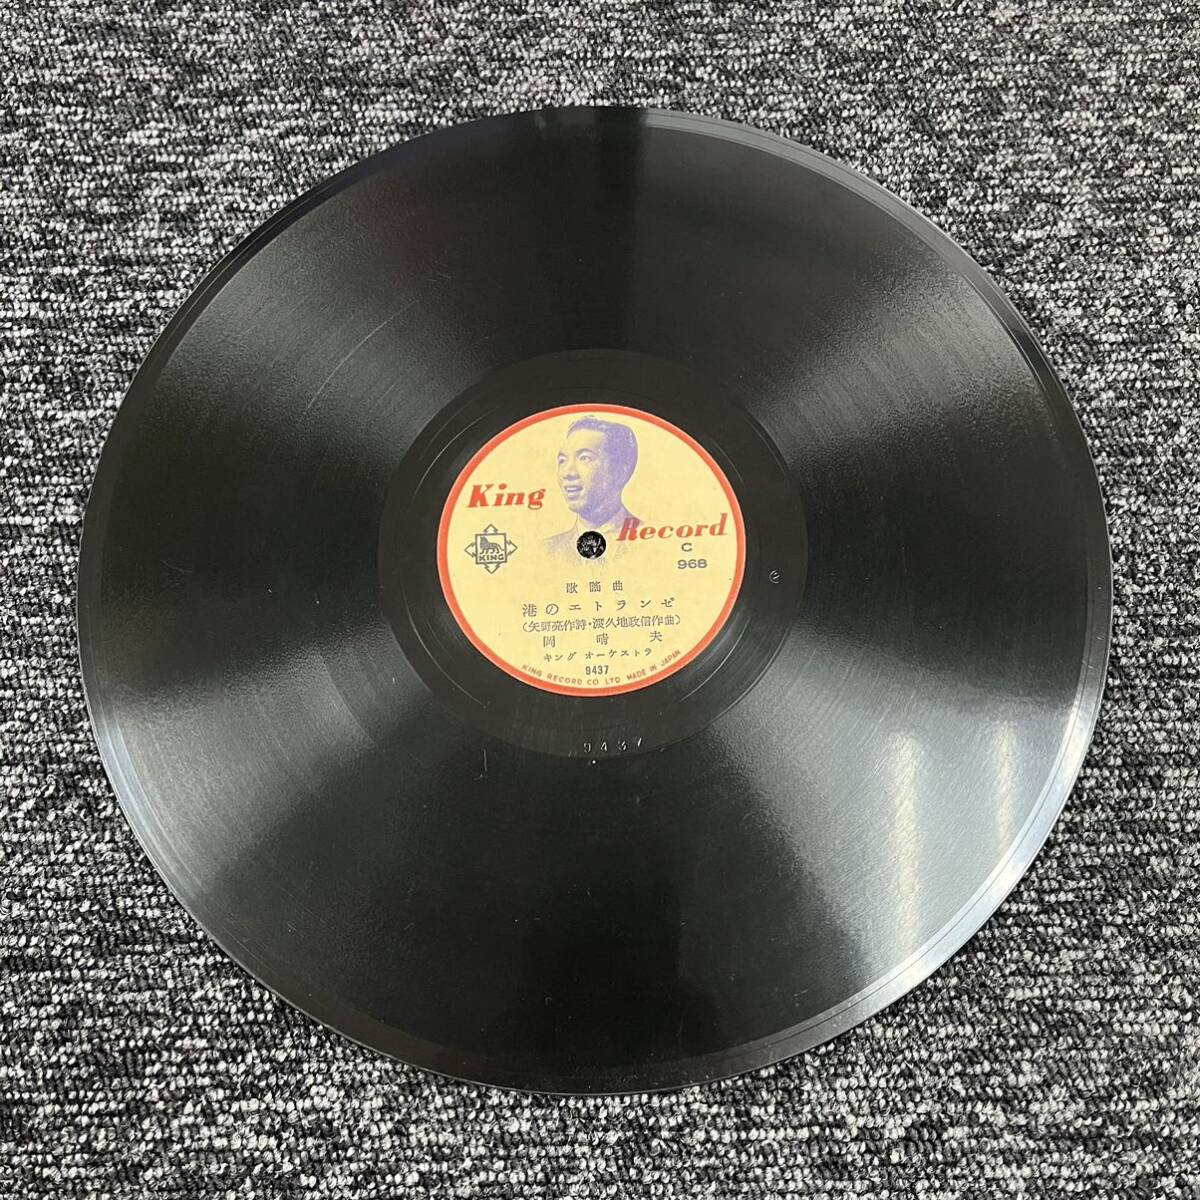 King
Record
KING
C
968
歌謡曲
港のエトランゼ
(矢野亮作詩・渡久地政信作曲)
岡晴夫
キング オーケストラ
9437
KING RECORD CO LTD MADE IN JAPAN
9437
e